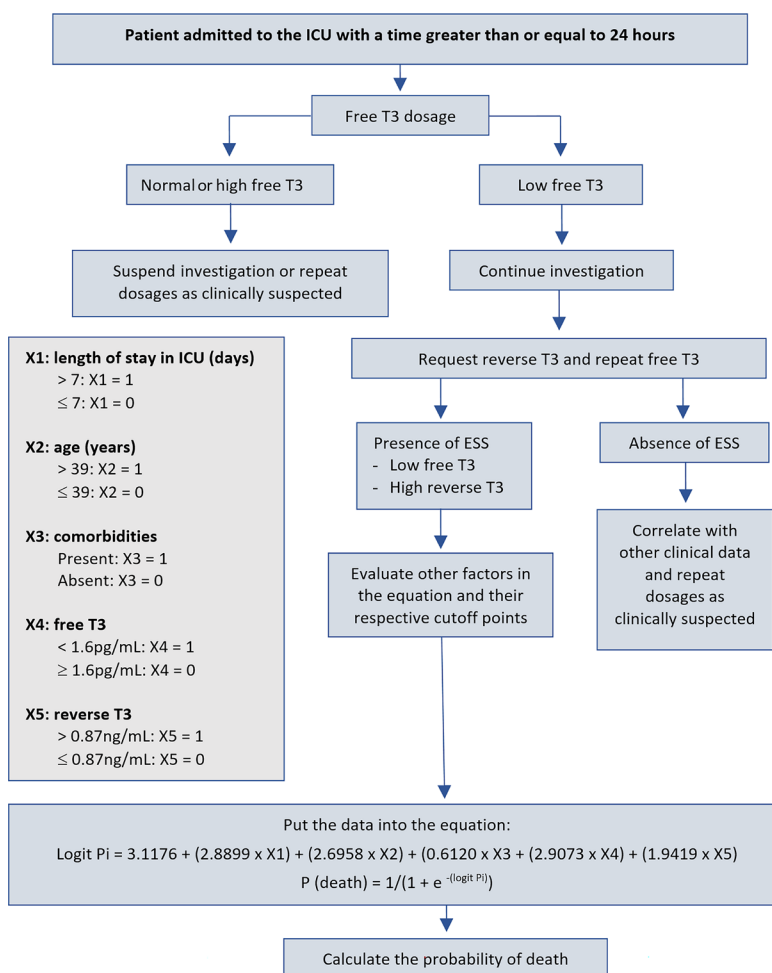 Patient admitted to the ICU with a time greater than or equal to 24 hours
Free T3 dosage
Normal or high free T3
Low free T3
Suspend investigation or repeat
dosages as clinically suspected
Continue investigation
Request reverse T3 and repeat free T3
X1: length of stay in ICU (days)
> 7: X1 = 1
≤ 7: X1 = 0
X2: age (years)
> 39: X2 = 1
≤ 39: X2 = 0
X3: comorbidities
Present: X3 = 1
Absent: X3 = 0
X4: free T3
< 1.6pg/mL: X4 = 1
≥ 1.6pg/mL: X4 = 0
X5: reverse T3
> 0.87ng/mL: X5 = 1
≤ 0.87ng/mL: X5 = 0
Presence of ESS
- Low free T3
- High reverse T3
Absence of ESS
Evaluate other factors in
the equation and their
respective cutoff points
Correlate with
other clinical data
and repeat
dosages as
clinically suspected
Put the data into the equation:
Logit Pi = 3.1176 + (2.8899 x X1) + (2.6958 x X2) + (0.6120 x X3 + (2.9073 x X4) + (1.9419 x X5)
P (death) = 1/(1 + e -(logit Pi))
Calculate the probability of death